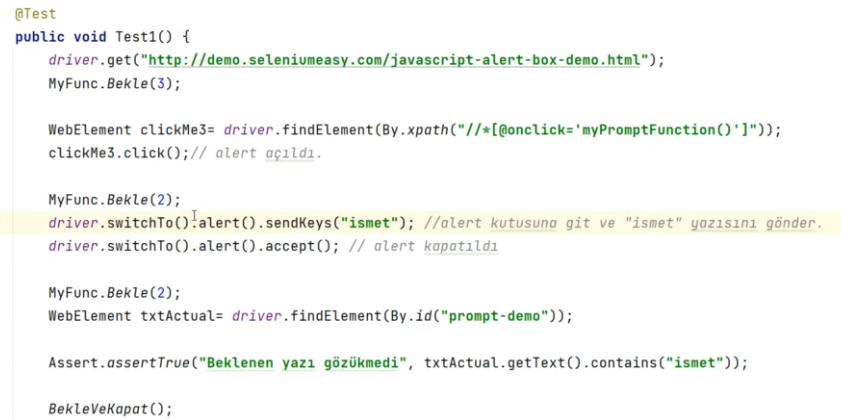 @Test
public void Test1() {
driver.get("http://demo.seleniumeasy.com/javascript-alert-box-demo.html");
MyFunc.Bekle(3);
WebElement clickMe3= driver.findElement(By.xpath("//*[@onclick='myPromptFunction()']"));
clickMe3.click();// alert açıldı.
MyFunc.Bekle(2);
driver.switchTo().alert().sendKeys("ismet"); //alert kutusuna git ve "ismet" yazısını gönder.
driver.switchTo().alert().accept(); // alert kapatıldı
MyFunc.Bekle(2);
WebElement txtActual= driver.findElement(By.id("prompt-demo"));
Assert.assertTrue("Beklenen yazı gözükmedi", txtActual.getText().contains("ismet"));
BekleVeKapat();